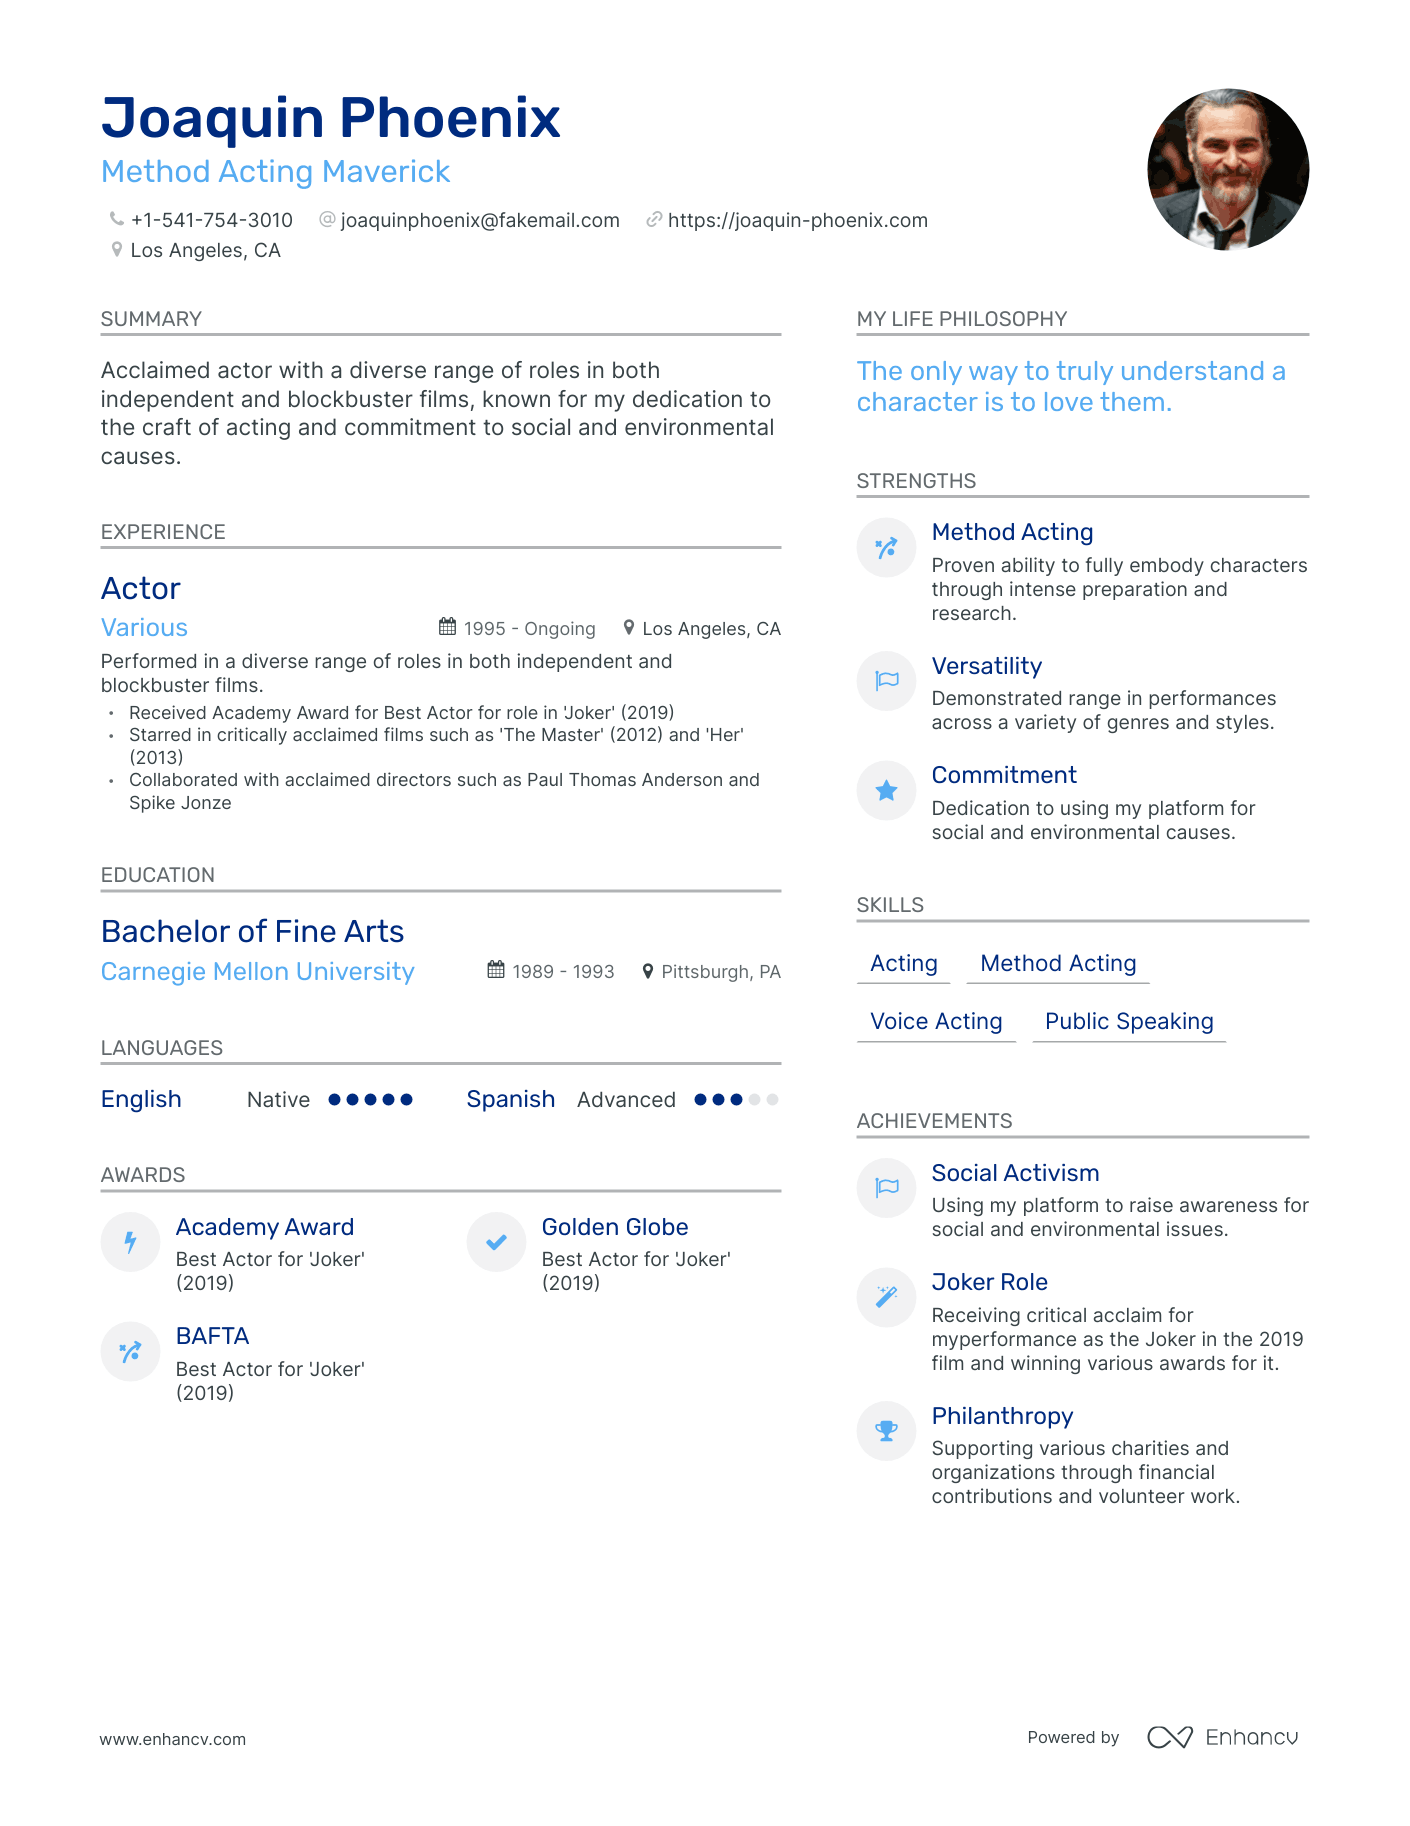 Joaquin Phoenix
Method Acting Maverick
+1-541-754-3010 joaquinphoenix@fakemail.com https://joaquin-phoenix.com
Los Angeles, CA
SUMMARY
Acclaimed actor with a diverse range of roles in both
independent and blockbuster films, known for my dedication to
the craft of acting and commitment to social and environmental
causes.
EXPERIENCE
Actor
Various 1995 - Ongoing Los Angeles, CA
Performed in a diverse range of roles in both independent and
blockbuster films.
• Received Academy Award for Best Actor for role in 'Joker' (2019)
• Starred in critically acclaimed films such as 'The Master' (2012) and 'Her'
(2013)
• Collaborated with acclaimed directors such as Paul Thomas Anderson and
Spike Jonze
EDUCATION
Bachelor of Fine Arts
Carnegie Mellon University 1989 - 1993 Pittsburgh, PA
LANGUAGES
English Native Spanish Advanced
AWARDS
Academy Award
Best Actor for 'Joker'
(2019)
Golden Globe
Best Actor for 'Joker'
(2019)
BAFTA
Best Actor for 'Joker'
(2019)
MY LIFE PHILOSOPHY
The only way to truly understand a
character is to love them.
STRENGTHS
Method Acting
Proven ability to fully embody characters
through intense preparation and
research.
Versatility
Demonstrated range in performances
across a variety of genres and styles.
Commitment
Dedication to using my platform for
social and environmental causes.
SKILLS
Acting Method Acting
Voice Acting Public Speaking
ACHIEVEMENTS
Social Activism
Using my platform to raise awareness for
social and environmental issues.
Joker Role
Receiving critical acclaim for
myperformance as the Joker in the 2019
film and winning various awards for it.
Philanthropy
Supporting various charities and
organizations through financial
contributions and volunteer work.
www.enhancv.com
Powered by Enhancv